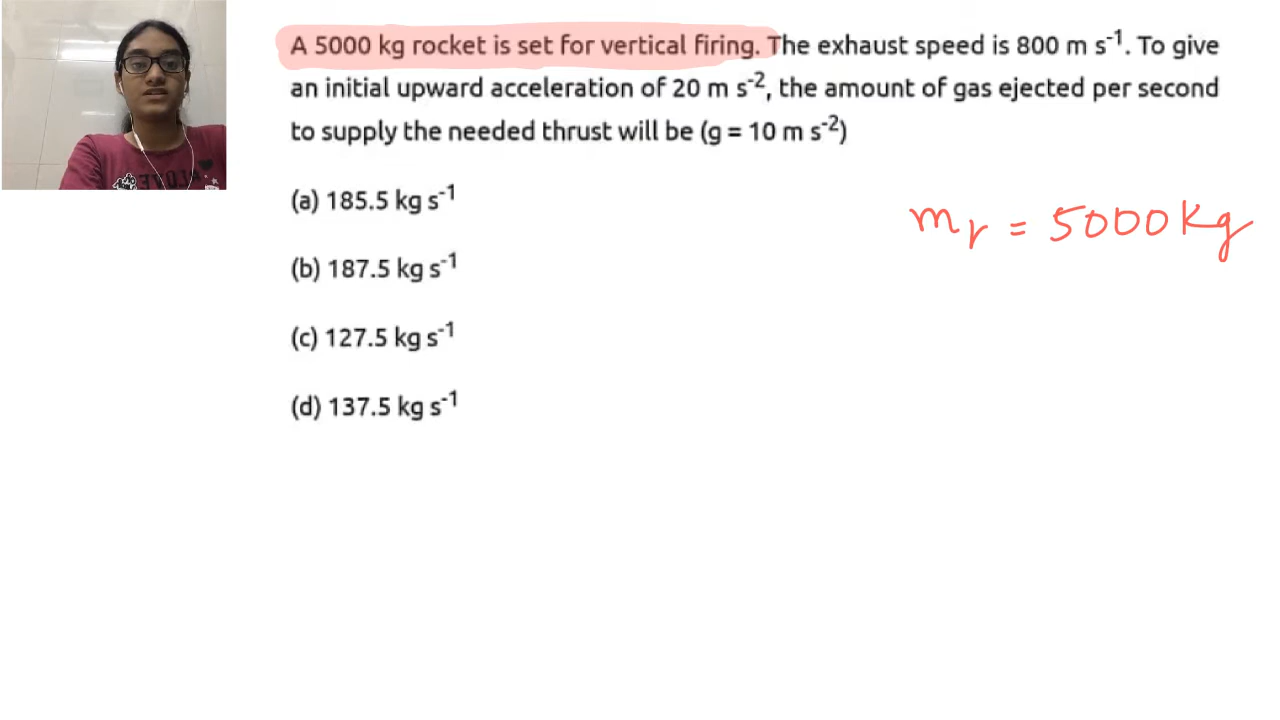 A 5000 kg rocket is set for vertical firing. The exhaust speed is 800 m s⁻¹. To give
an initial upward acceleration of 20 m s⁻², the amount of gas ejected per second
to supply the needed thrust will be (g = 10 m s⁻²)
(a) 185.5 kg s⁻¹
mᵣ = 5000 kg
(b) 187.5 kg s⁻¹
(c) 127.5 kg s⁻¹
(d) 137.5 kg s⁻¹